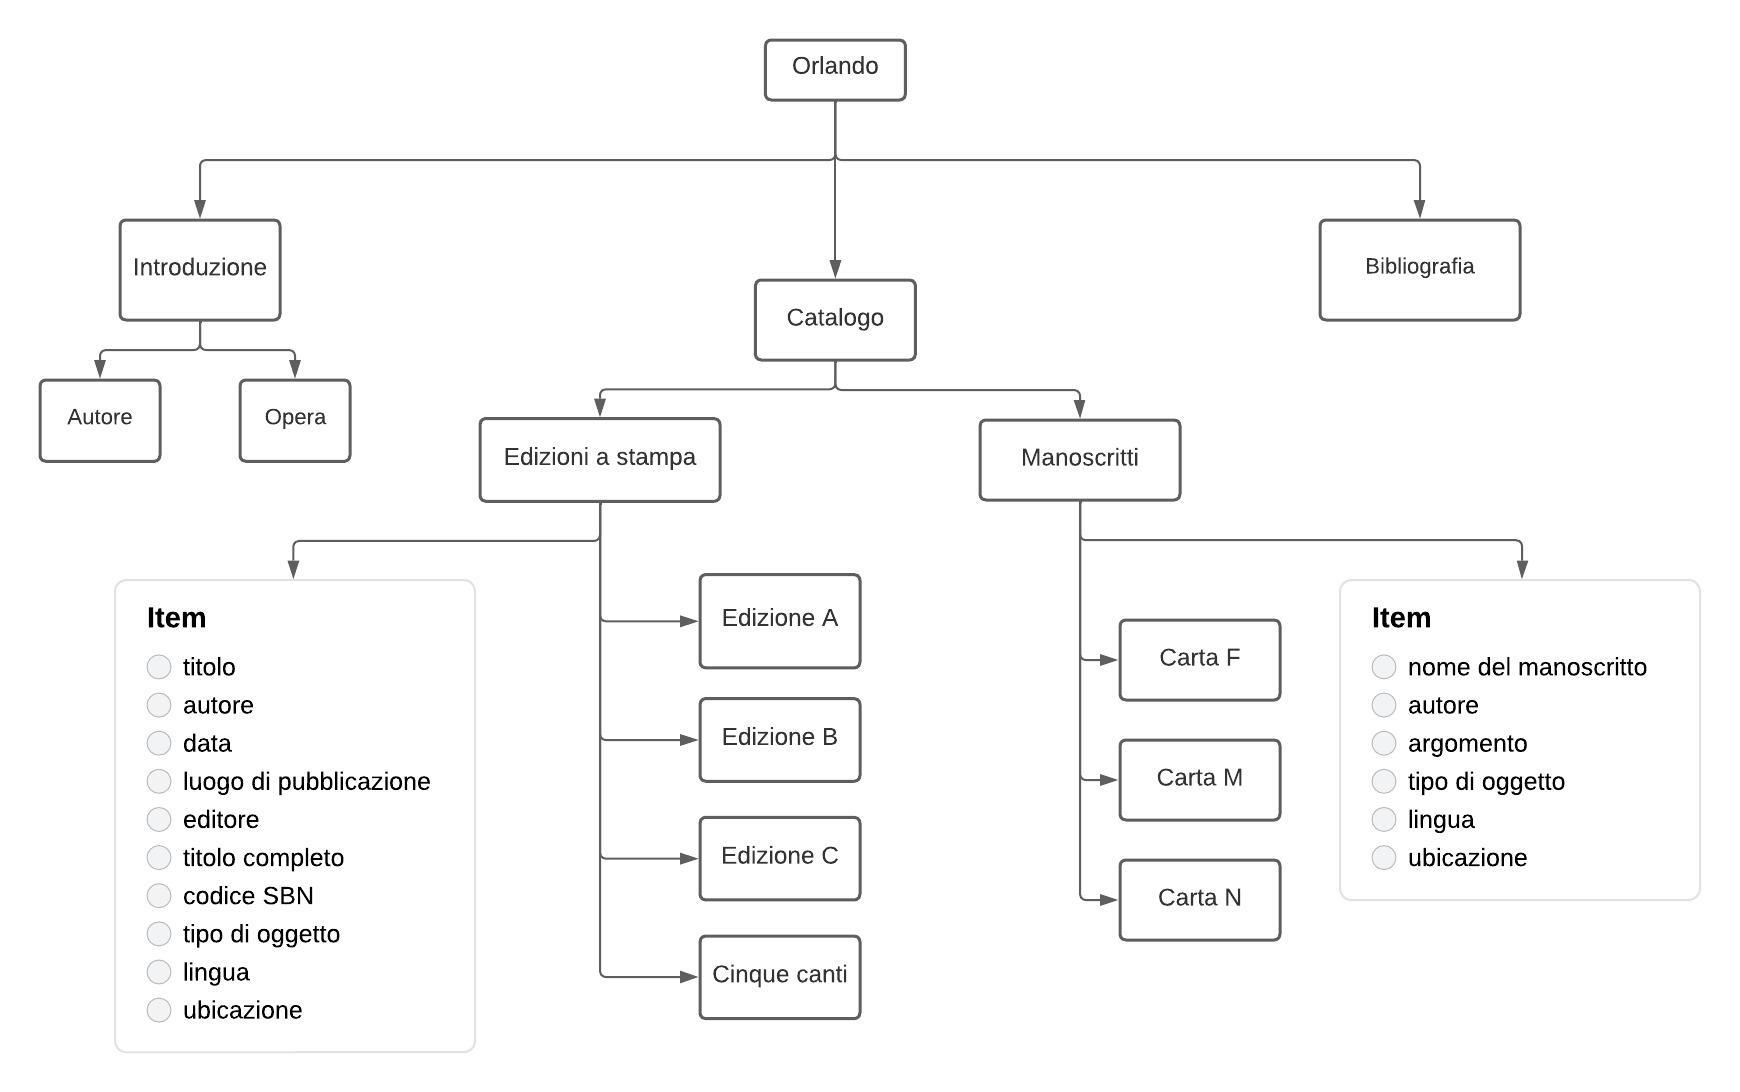 Orlando
Introduzione
Catalogo
Bibliografia
Autore
Opera
Edizioni a stampa
Manoscritti
Item
titolo
autore
data
luogo di pubblicazione
editore
titolo completo
codice SBN
tipo di oggetto
lingua
ubicazione
Edizione A
Edizione B
Edizione C
Cinque canti
Carta F
Carta M
Carta N
Item
nome del manoscritto
autore
argomento
tipo di oggetto
lingua
ubicazione